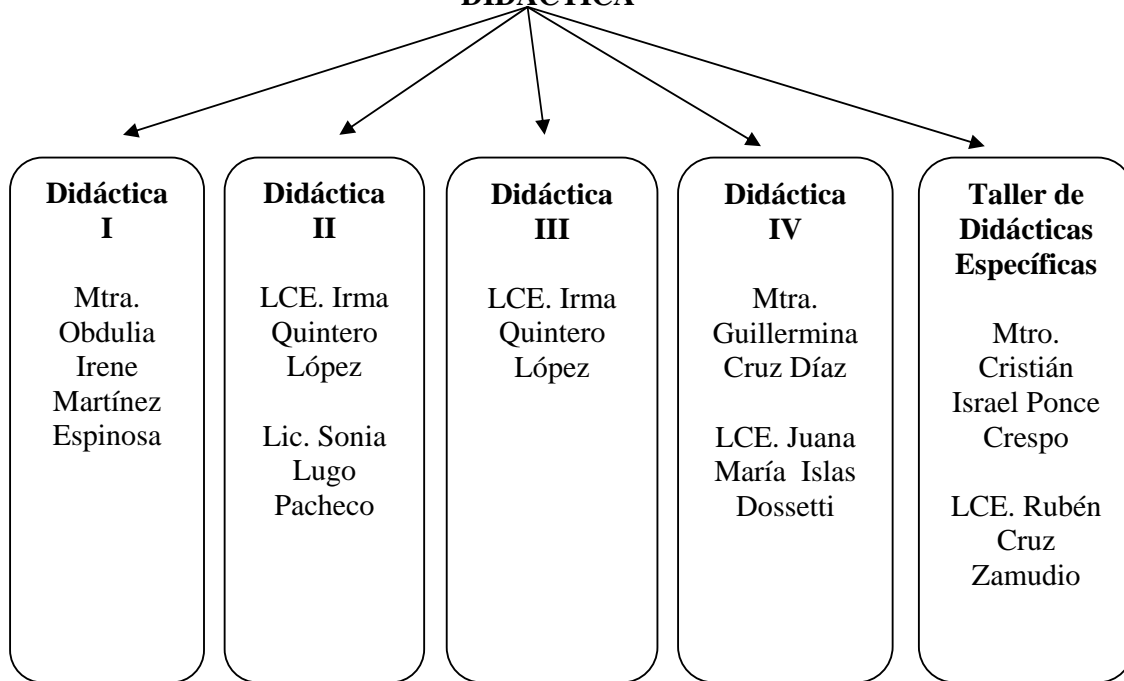 DIDÁCTICA
Didáctica
I
Mtra.
Obdulia
Irene
Martínez
Espinosa
Didáctica
II
LCE. Irma
Quintero
López
Lic. Sonia
Lugo
Pacheco
Didáctica
III
LCE. Irma
Quintero
López
Didáctica
IV
Mtra.
Guillermina
Cruz Díaz
LCE. Juana
María  Islas
Dossetti
Taller de
Didácticas
Específicas
Mtro.
Cristián
Israel Ponce
Crespo
LCE. Rubén
Cruz
Zamudio